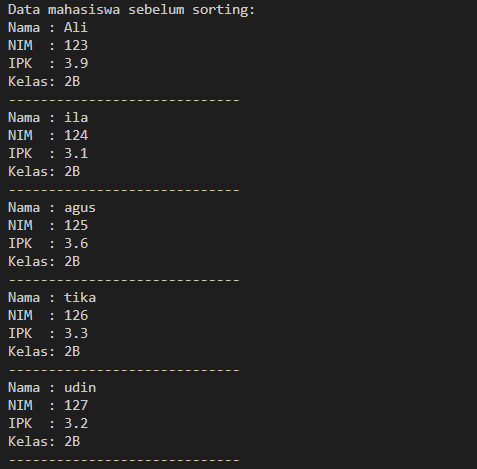 Data mahasiswa sebelum sorting:
Nama : Ali
NIM  : 123
IPK  : 3.9
Kelas: 2B
-----------------------------
Nama : ila
NIM  : 124
IPK  : 3.1
Kelas: 2B
-----------------------------
Nama : agus
NIM  : 125
IPK  : 3.6
Kelas: 2B
-----------------------------
Nama : tika
NIM  : 126
IPK  : 3.3
Kelas: 2B
-----------------------------
Nama : udin
NIM  : 127
IPK  : 3.2
Kelas: 2B
-----------------------------